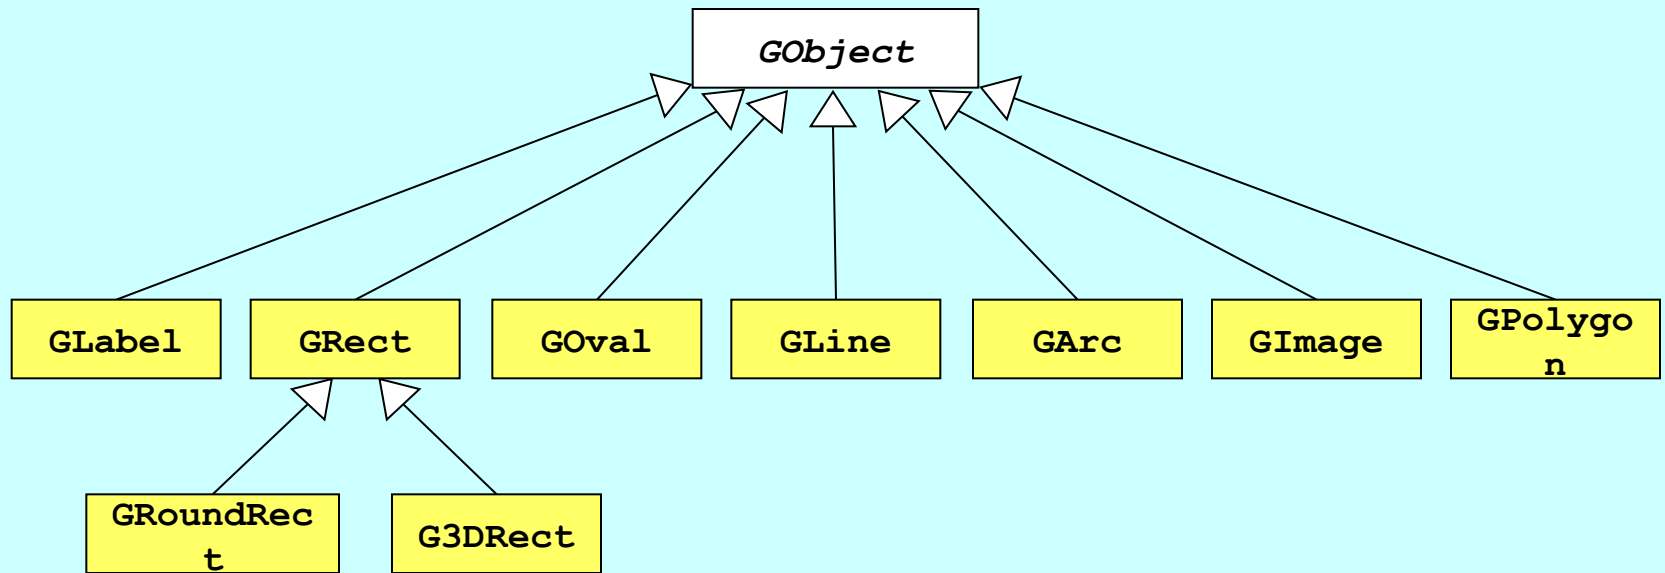 GObject
GLabel
GRect
GOval
GLine
GArc
GImage
GPolygo
n
GRoundRec
t
G3DRect